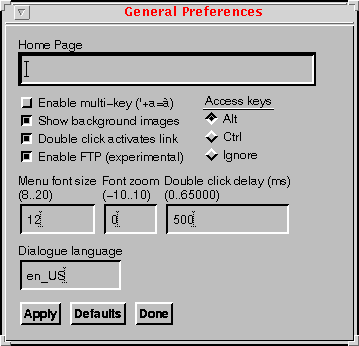 General Preferences
Home Page
Enable multi-key ('+a=à) Access keys
Show background images Alt
Double click activates link Ctrl
Enable FTP (experimental) Ignore
Menu font size Font zoom Double click delay (ms)
(8..20) (-10..10) (0..65000)
12 0 500
Dialogue language
en_US
Apply Defaults Done